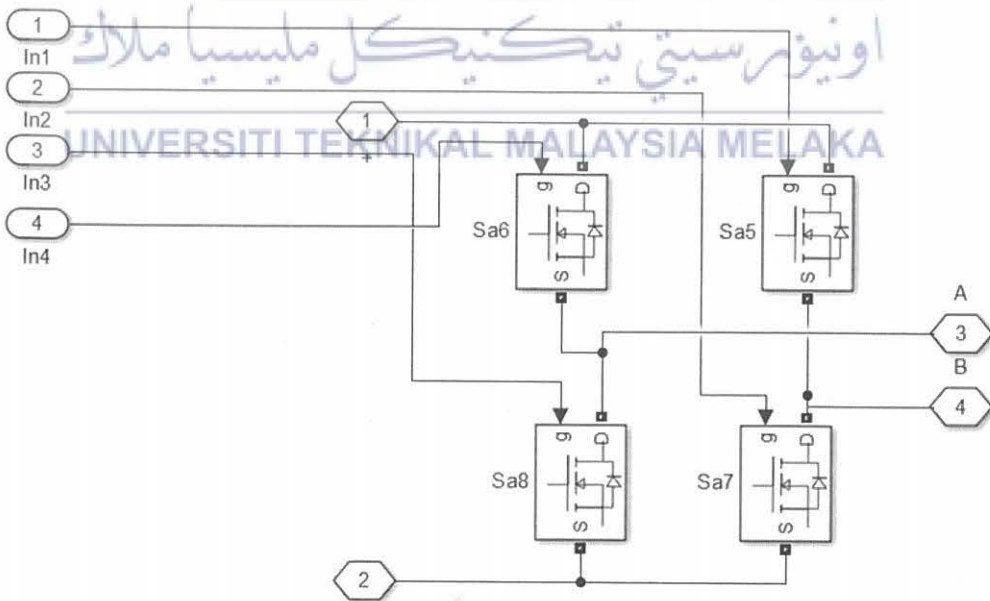 اونيۏرسيتي تيكنيكل مليسيا ملاك
UNIVERSITI TEKNIKAL MALAYSIA MELAKA
1
In1
2
In2
3
In3
4
In4
1
+
g
D
S
Sa6
g
D
S
Sa5
A
3
B
4
g
D
S
Sa8
g
D
S
Sa7
2